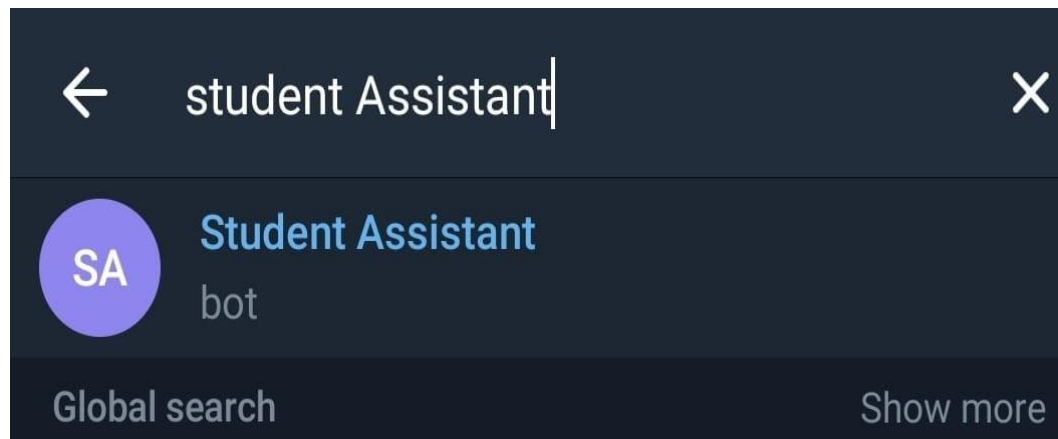 student Assistant
SA
Student Assistant
bot
Global search
Show more